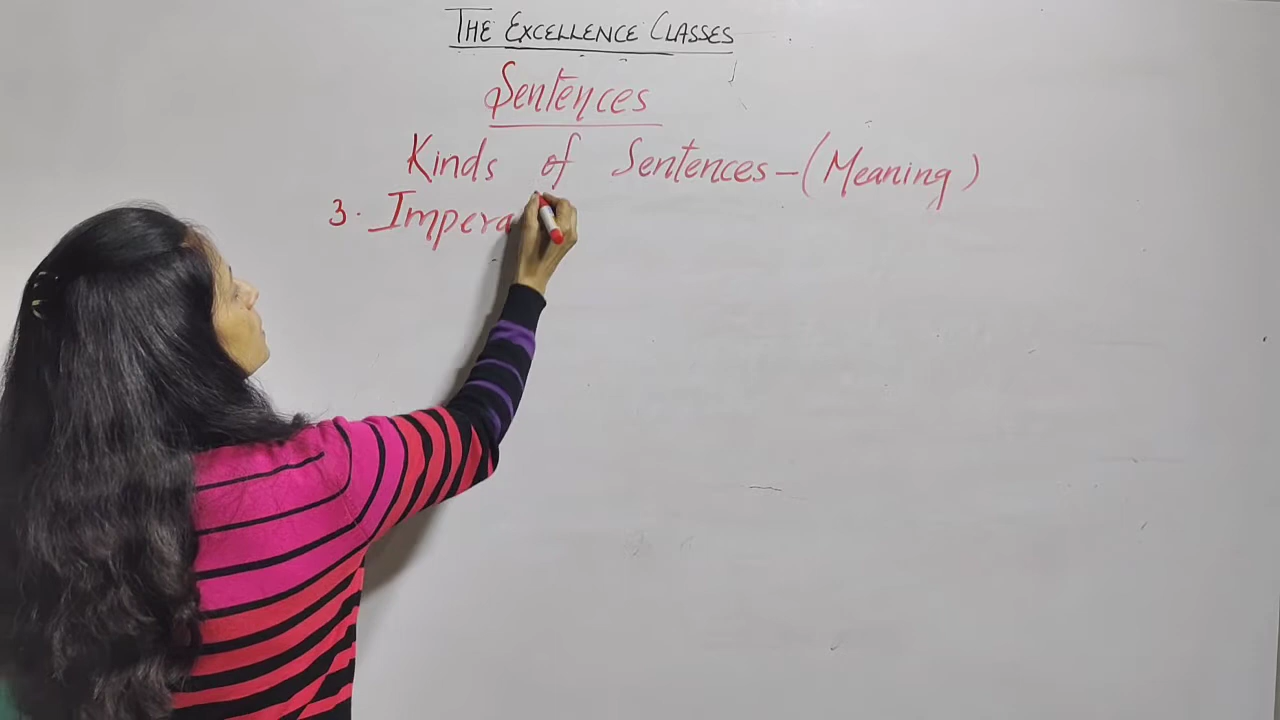 THE EXCELLENCE CLASSES
Sentences
Kinds of Sentences - (Meaning)
3. Impera